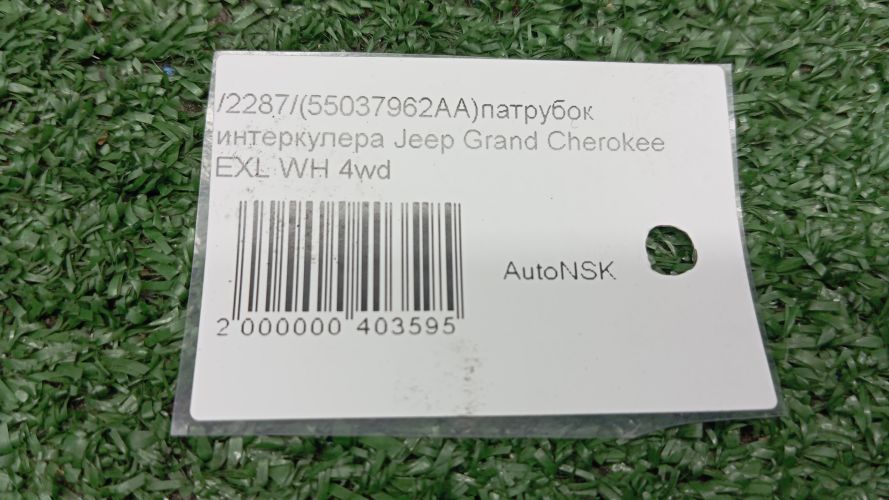 /2287/(55037962AA)патрубок
интеркулера Jeep Grand Cherokee
EXL WH 4wd
AutoNSK
2 000000 403595